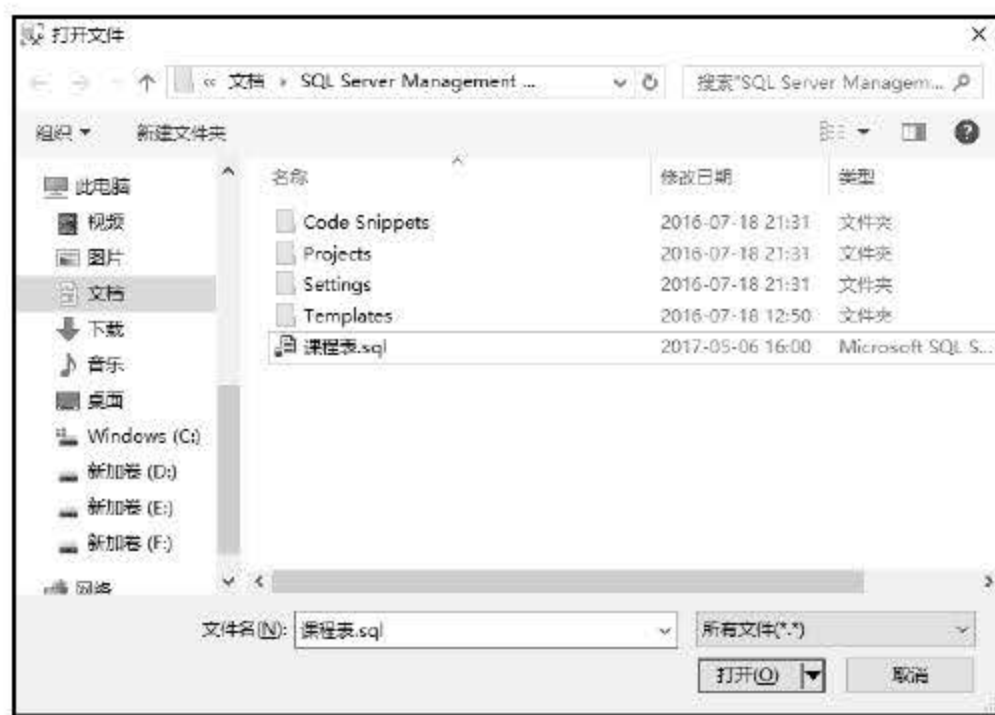 打开文件
« 文档 › SQL Server Management ...
搜索"SQL Server Managem...
组织
新建文件夹
此电脑
视频
图片
文档
下载
音乐
桌面
Windows (C:)
新加卷 (D:)
新加卷 (E:)
新加卷 (F:)
网络
名称 修改日期 类型
Code Snippets 2016-07-18 21:31 文件夹
Projects 2016-07-18 21:31 文件夹
Settings 2016-07-18 21:31 文件夹
Templates 2016-07-18 12:50 文件夹
课程表.sql 2017-05-06 16:00 Microsoft SQL S...
文件名(N): 课程表.sql 所有文件(*.*)
打开(O) 取消